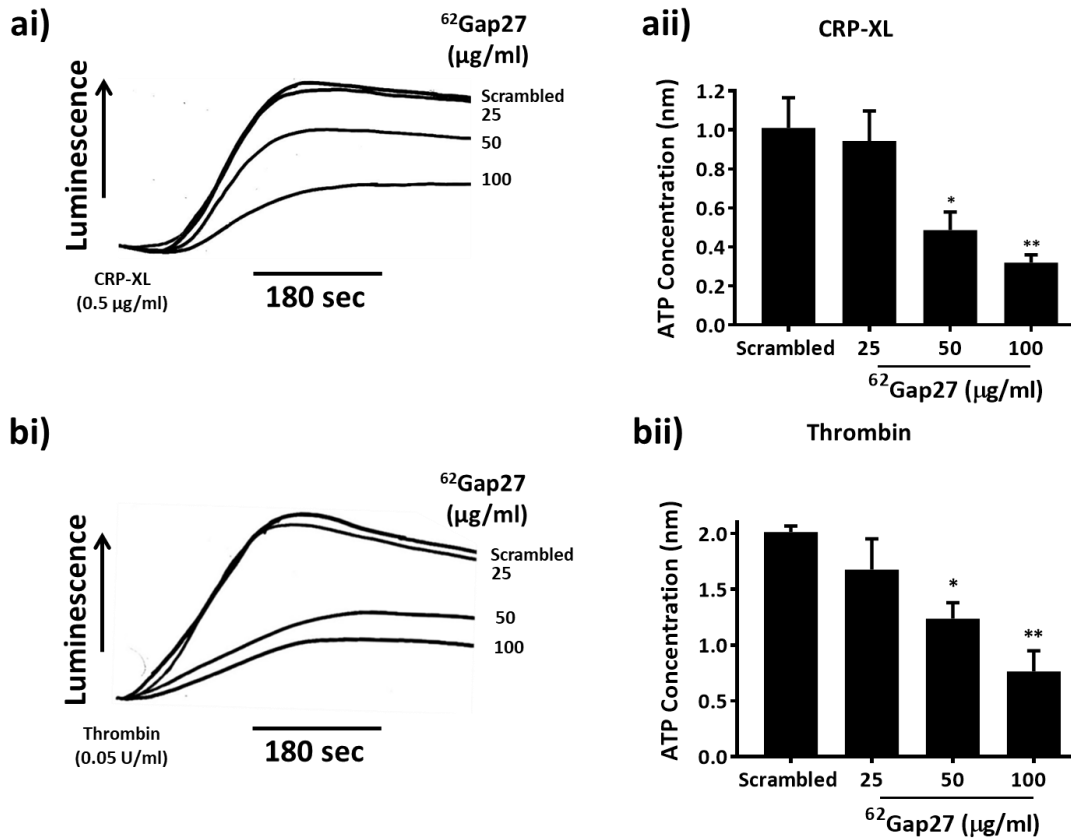 ai)
⁶²Gap27
(µg/ml)
Luminescence
Scrambled
25
50
100
CRP-XL
(0.5 µg/ml)
180 sec
aii)
CRP-XL
ATP Concentration (nm)
1.2
1.0
0.8
0.6
0.4
0.2
0.0
*
**
Scrambled 25 50 100
⁶²Gap27 (µg/ml)
bi)
⁶²Gap27
(µg/ml)
Luminescence
Scrambled
25
50
100
Thrombin
(0.05 U/ml)
180 sec
bii)
Thrombin
ATP Concentration (nm)
2.0
1.5
1.0
0.5
0.0
*
**
Scrambled 25 50 100
⁶²Gap27 (µg/ml)